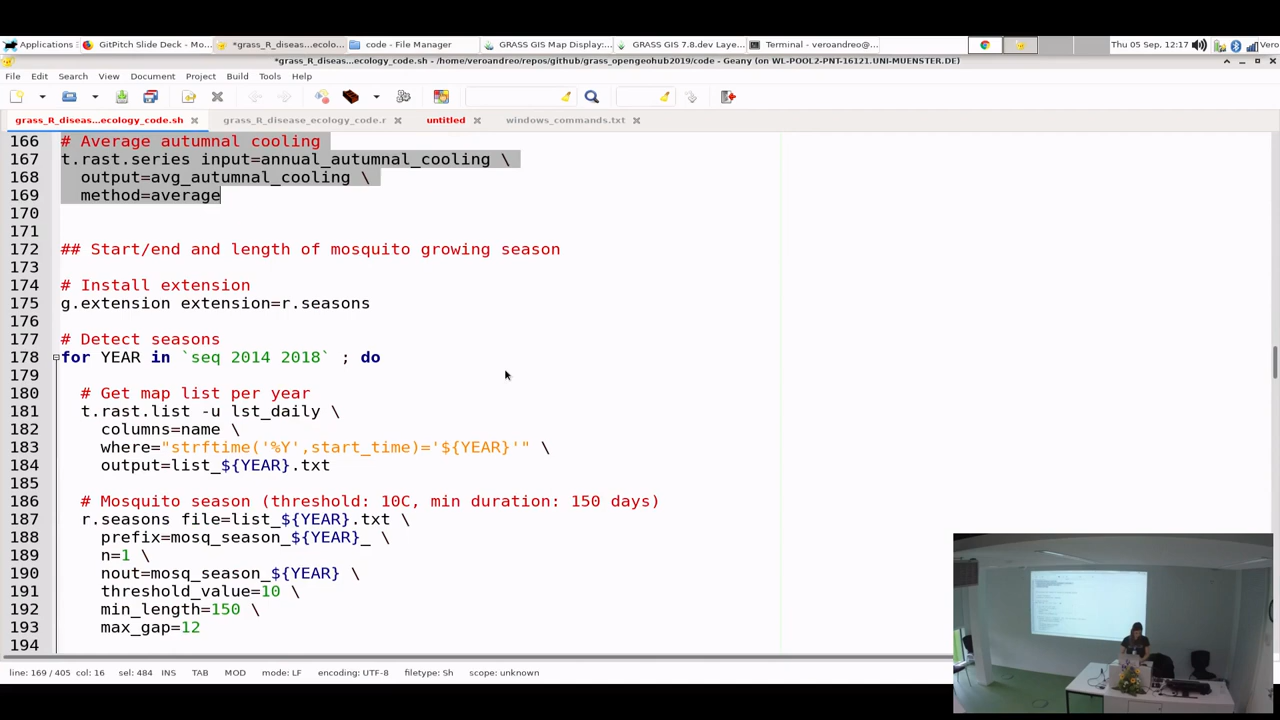 Applications
GitPitch Slide Deck - Mo...
*grass_R_diseas...ecolo...
code - File Manager
GRASS GIS Map Display:...
GRASS GIS 7.8.dev Laye...
Terminal - veroandreo@...
Thu 05 Sep, 12:17
Vero
*grass_R_diseas...ecology_code.sh - /home/veroandreo/repos/github/grass_opengeohub2019/code - Geany (on WL-POOL2-PNT-16121.UNI-MUENSTER.DE)
File Edit Search View Document Project Build Tools Help
grass_R_diseas...ecology_code.sh
grass_R_disease_ecology_code.r
untitled
windows_commands.txt
166 # Average autumnal cooling
167 t.rast.series input=annual_autumnal_cooling \
168   output=avg_autumnal_cooling \
169   method=average
170
171
172 ## Start/end and length of mosquito growing season
173
174 # Install extension
175 g.extension extension=r.seasons
176
177 # Detect seasons
178 for YEAR in `seq 2014 2018` ; do
179
180   # Get map list per year
181   t.rast.list -u lst_daily \
182     columns=name \
183     where="strftime('%Y',start_time)='${YEAR}'" \
184     output=list_${YEAR}.txt
185
186   # Mosquito season (threshold: 10C, min duration: 150 days)
187   r.seasons file=list_${YEAR}.txt \
188     prefix=mosq_season_${YEAR}_ \
189     n=1 \
190     nout=mosq_season_${YEAR} \
191     threshold_value=10 \
192     min_length=150 \
193     max_gap=12
194
line: 169 / 405 col: 16 sel: 484 INS TAB MOD mode: LF encoding: UTF-8 filetype: Sh scope: unknown